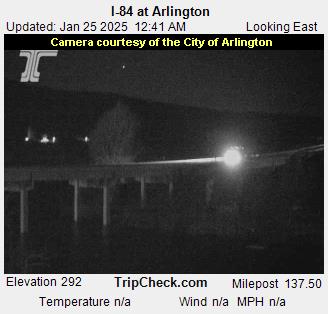 I-84 at Arlington
Updated: Jan 25 2025 12:41 AM Looking East
Camera courtesy of the City of Arlington
Elevation 292 TripCheck.com Milepost 137.50
Temperature n/a Wind n/a MPH n/a